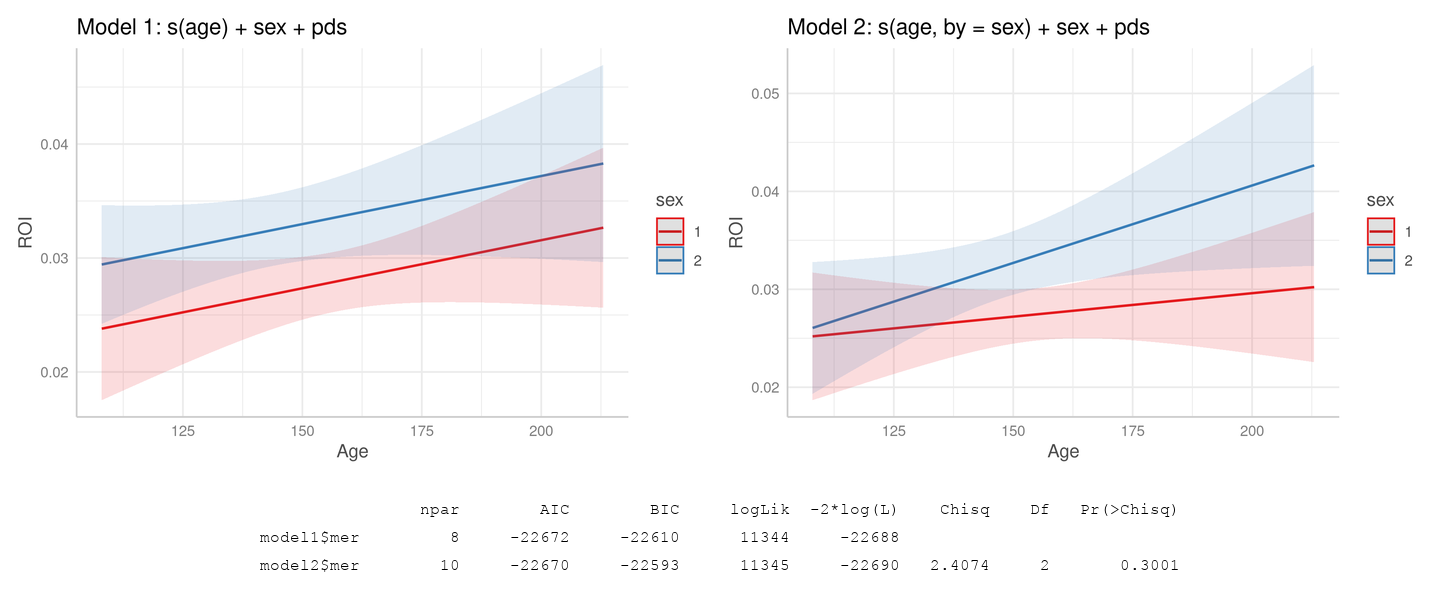 Model 1: s(age) + sex + pds
ROI
0.04
0.03
0.02
125 150 175 200
Age
sex
1
2
Model 2: s(age, by = sex) + sex + pds
ROI
0.05
0.04
0.03
0.02
125 150 175 200
Age
sex
1
2
npar AIC BIC logLik -2*log(L) Chisq Df Pr(>Chisq)
model1$mer 8 -22672 -22610 11344 -22688
model2$mer 10 -22670 -22593 11345 -22690 2.4074 2 0.3001